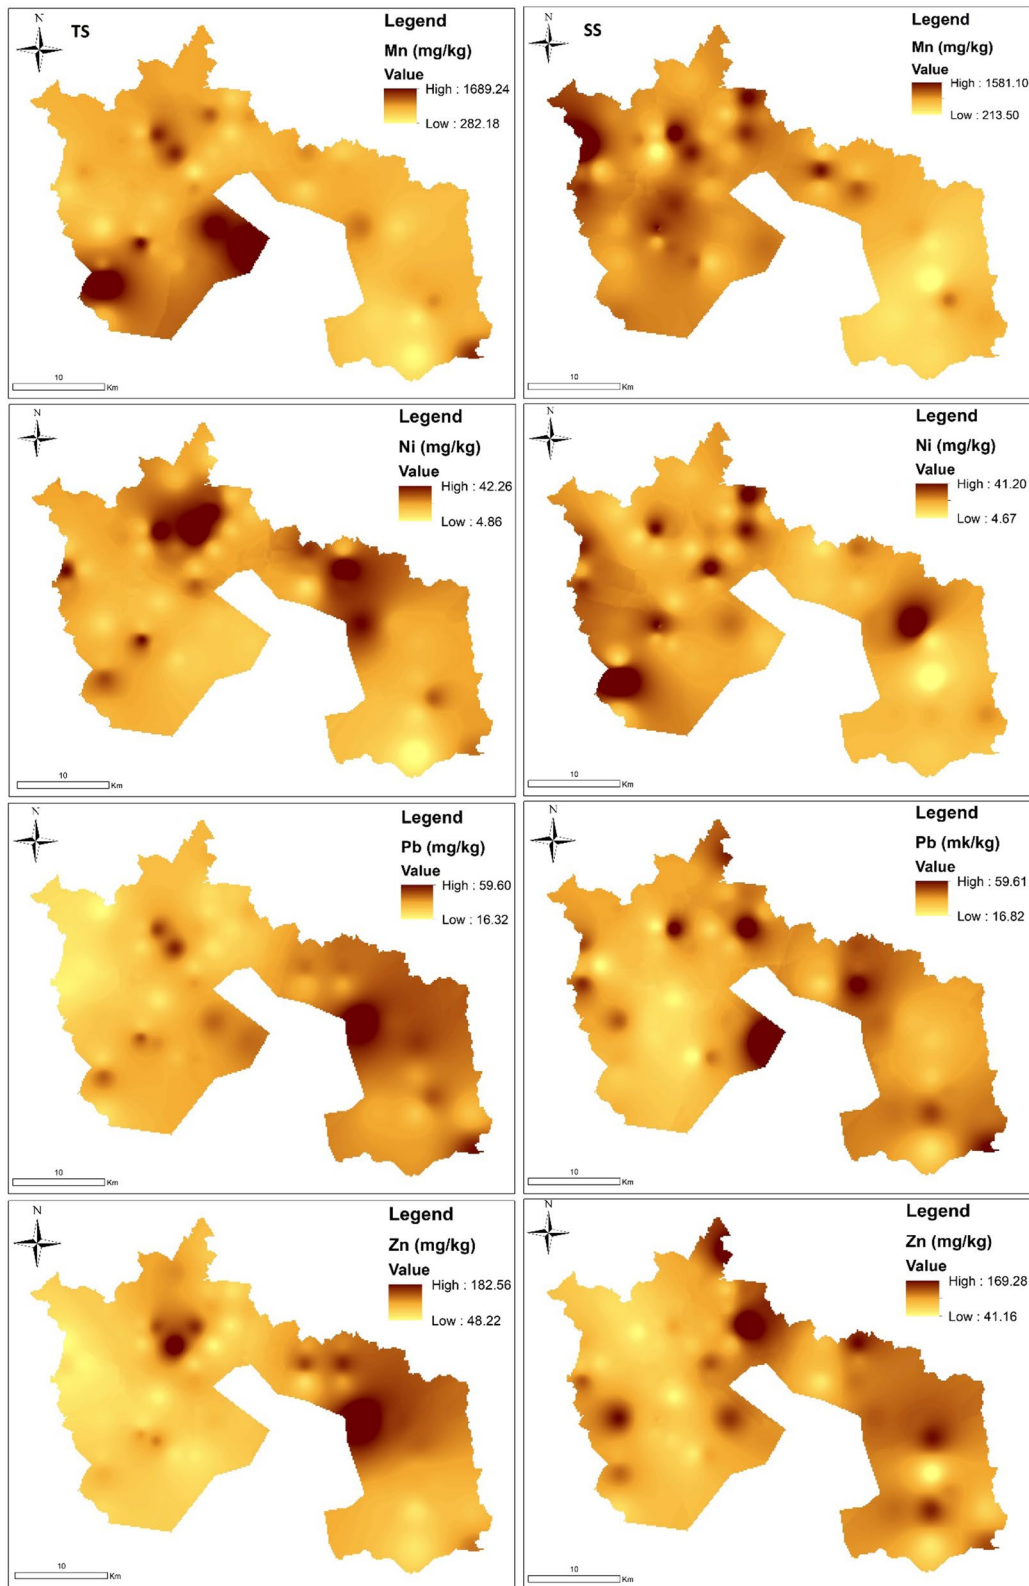 N
TS
Legend
Mn (mg/kg)
Value
High : 1689.24
Low : 282.18
10
Km
N
SS
Legend
Mn (mg/kg)
Value
High : 1581.10
Low : 213.50
10
Km
N
Legend
Ni (mg/kg)
Value
High : 42.26
Low : 4.86
10
Km
N
Legend
Ni (mg/kg)
Value
High : 41.20
Low : 4.67
10
Km
N
Legend
Pb (mg/kg)
Value
High : 59.60
Low : 16.32
10
Km
N
Legend
Pb (mk/kg)
Value
High : 59.61
Low : 16.82
10
Km
N
Legend
Zn (mg/kg)
Value
High : 182.56
Low : 48.22
10
Km
N
Legend
Zn (mg/kg)
Value
High : 169.28
Low : 41.16
10
Km